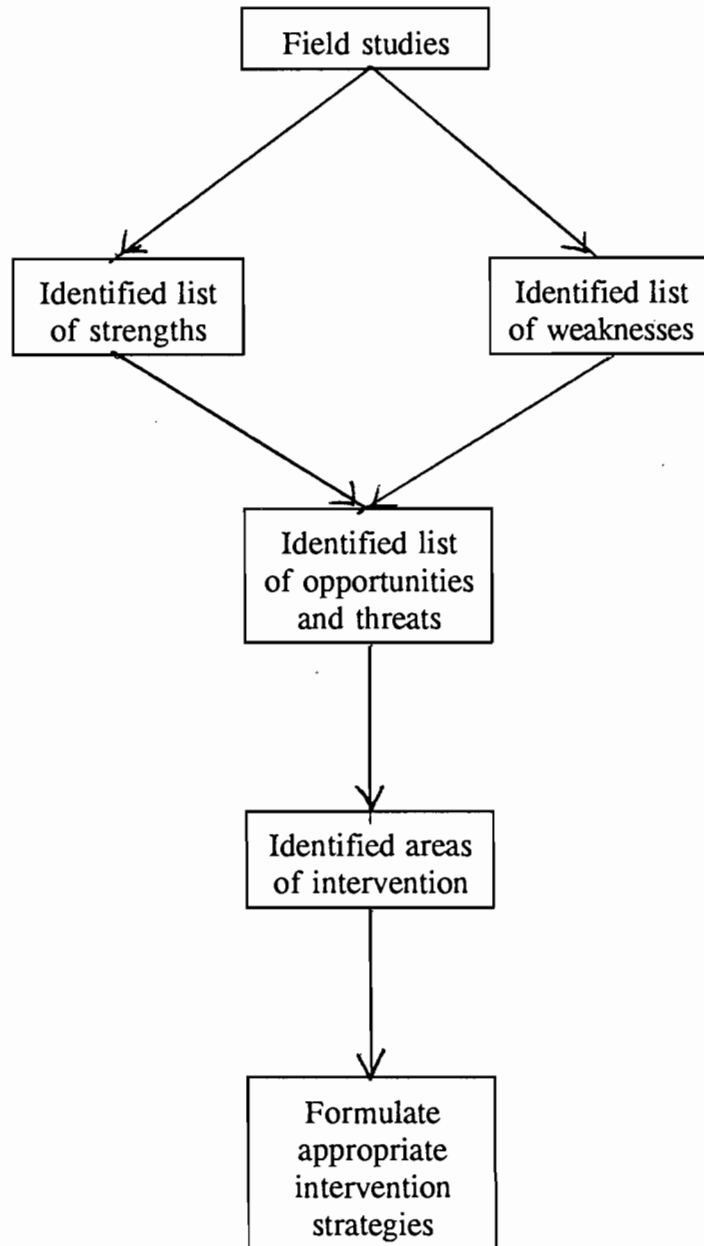 Field studies
Identified list
of strengths
Identified list
of weaknesses
Identified list
of opportunities
and threats
Identified areas
of intervention
Formulate
appropriate
intervention
strategies